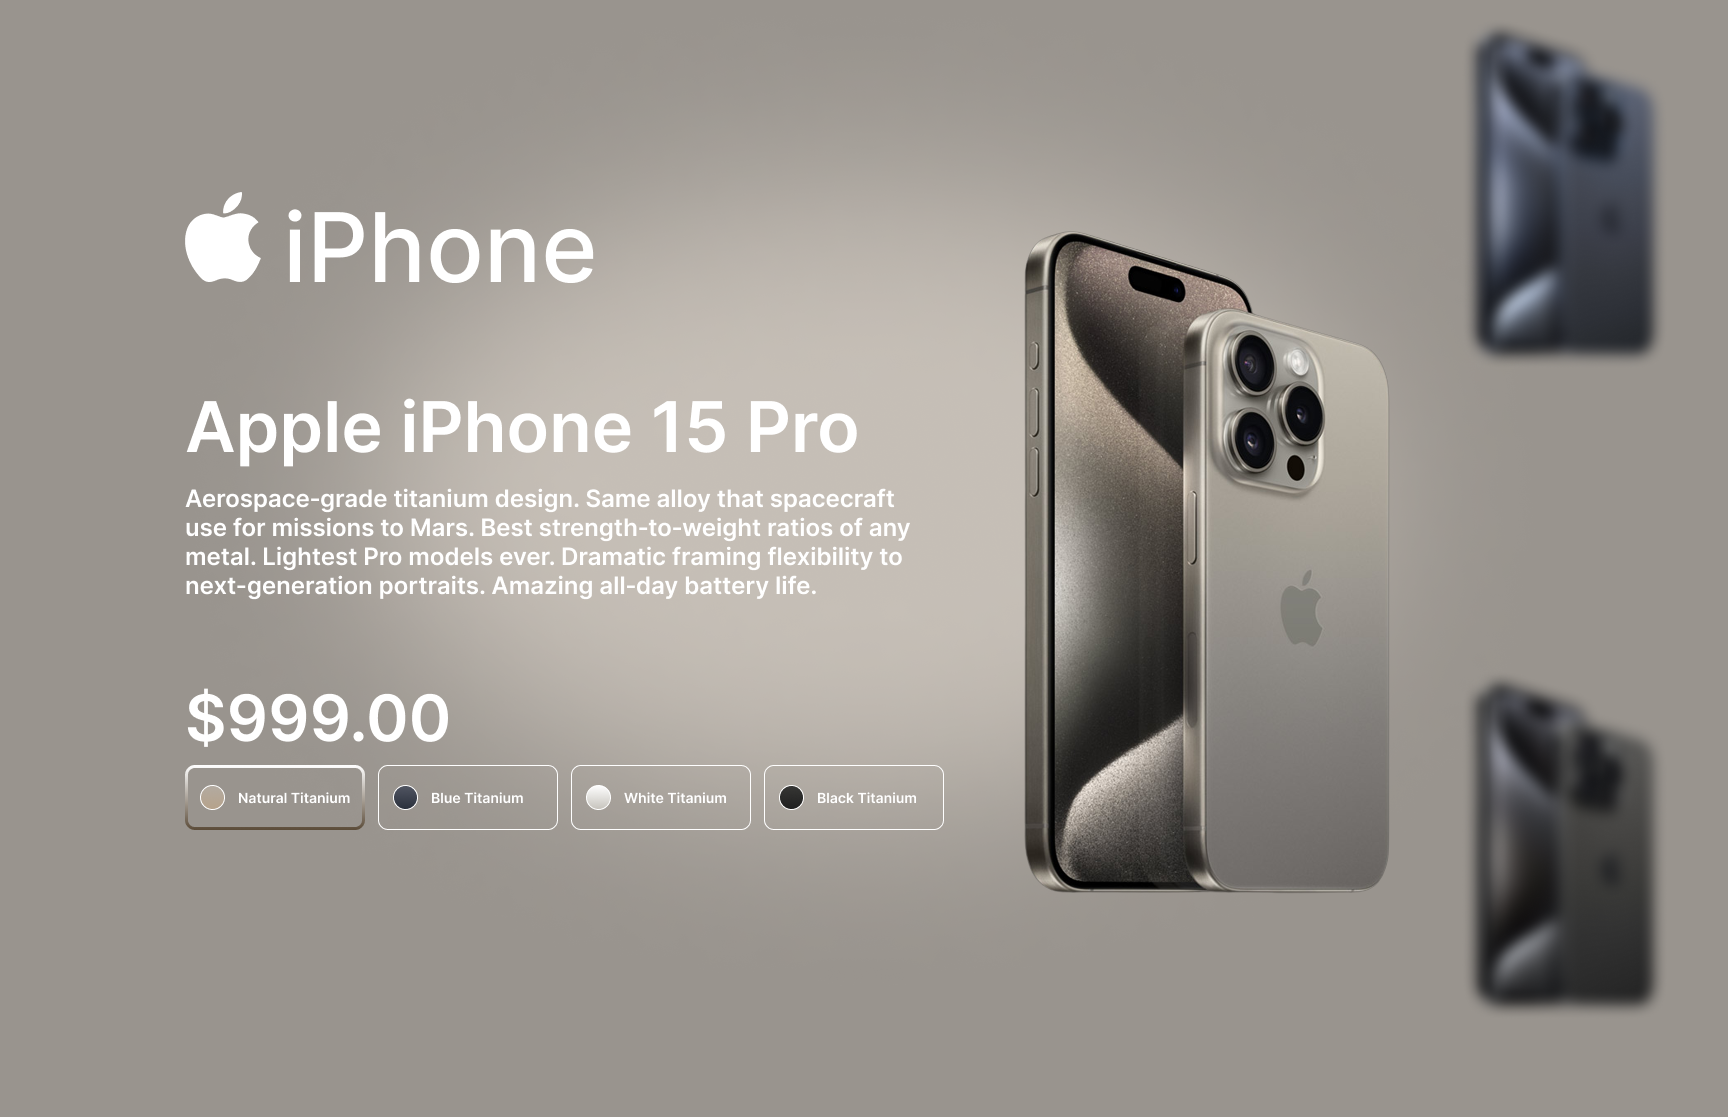 iPhone
Apple iPhone 15 Pro
Aerospace-grade titanium design. Same alloy that spacecraft
use for missions to Mars. Best strength-to-weight ratios of any
metal. Lightest Pro models ever. Dramatic framing flexibility to
next-generation portraits. Amazing all-day battery life.
$999.00
Natural Titanium
Blue Titanium
White Titanium
Black Titanium